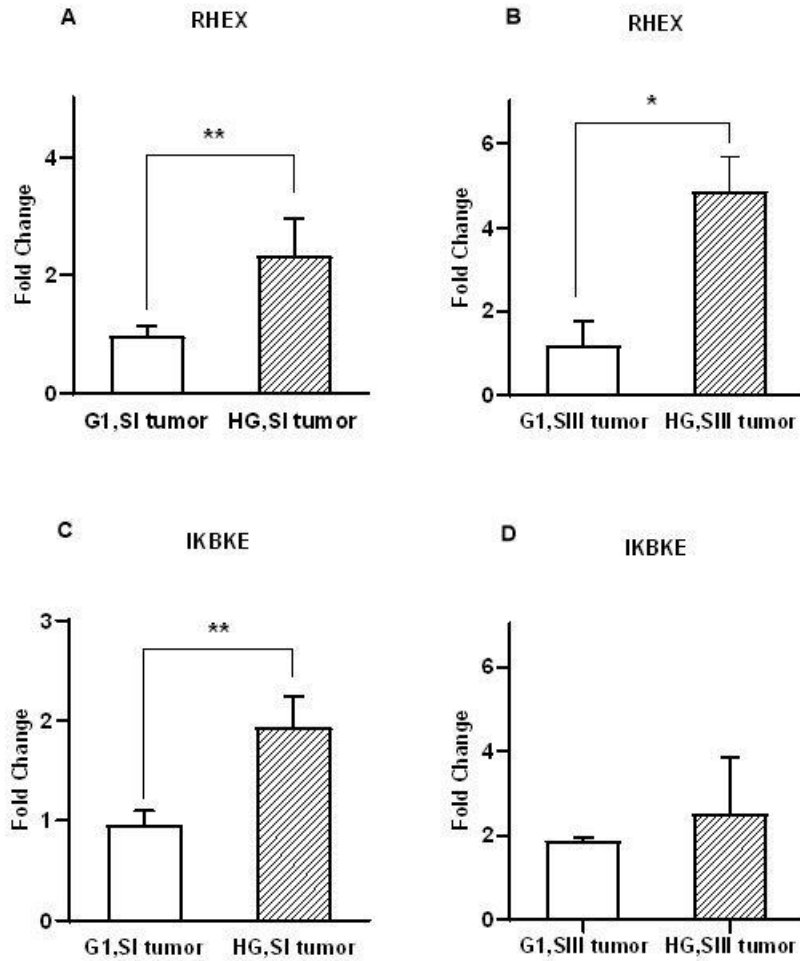 A
RHEX
Fold Change
4
2
0
**
G1,SI tumor HG,SI tumor
B
RHEX
Fold Change
6
4
2
0
*
G1,SIII tumor HG,SIII tumor
C
IKBKE
Fold Change
3
2
1
0
**
G1,SI tumor HG,SI tumor
D
IKBKE
Fold Change
6
4
2
0
G1,SIII tumor HG,SIII tumor